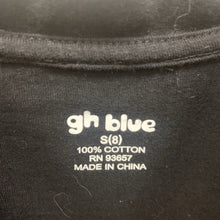 gh blue
S(8)
100% COTTON
RN 93657
MADE IN CHINA